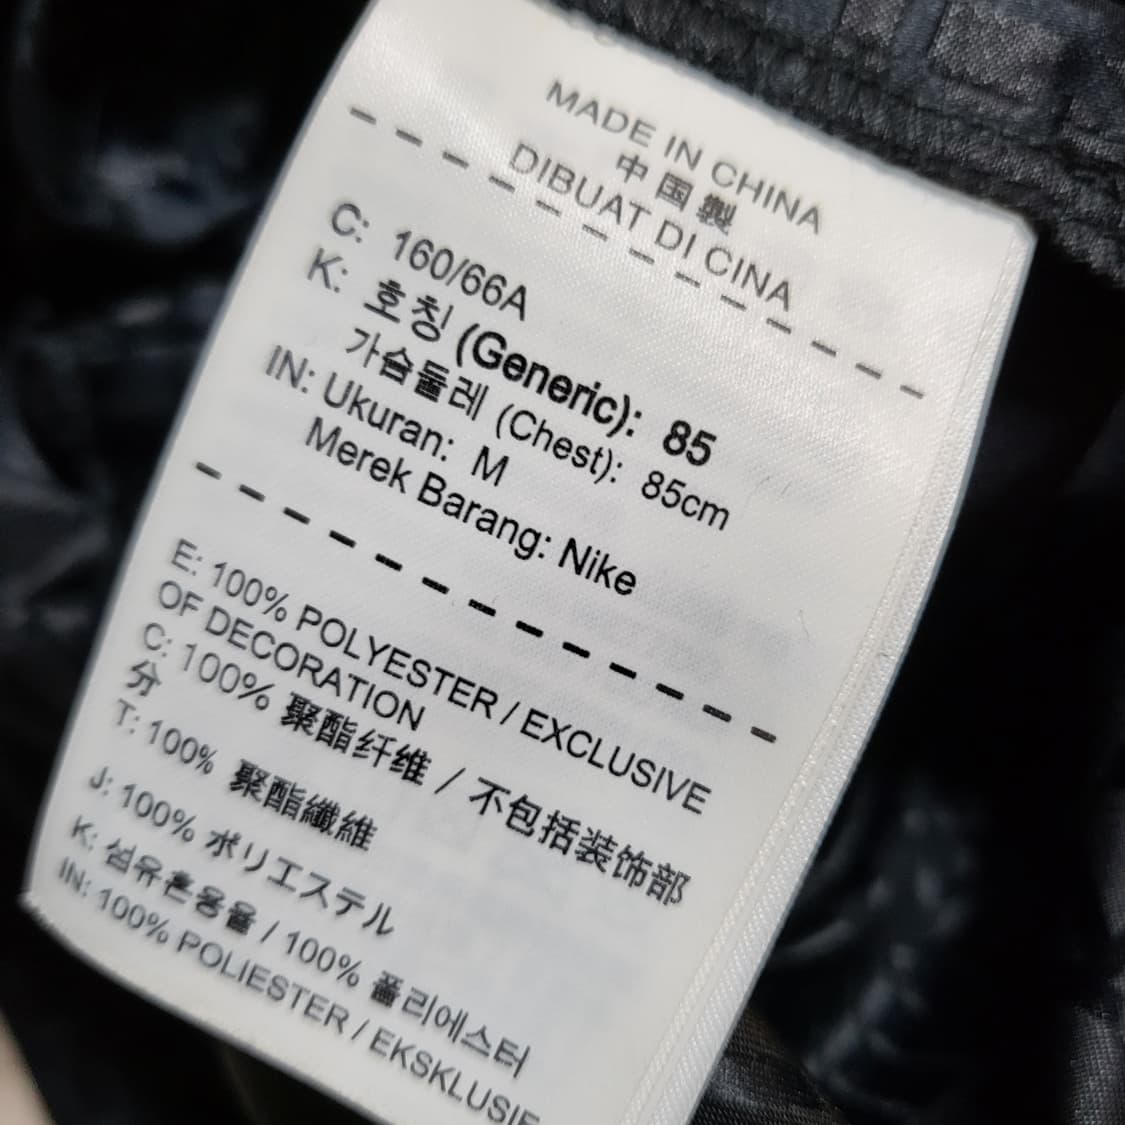 MADE IN CHINA
中国製
DIBUAT DI CINA
C: 160/66A
K: 호칭 (Generic): 85
가슴둘레 (Chest): 85cm
IN: Ukuran: M
Merek Barang: Nike
E: 100% POLYESTER / EXCLUSIVE
OF DECORATION
C: 100% 聚酯纤维 / 不包括装饰部
分
T: 100% 聚酯纖維
J: 100% ポリエステル
K: 섬유혼용율 / 100% 폴리에스터
IN: 100% POLIESTER / EKSKLUSIF